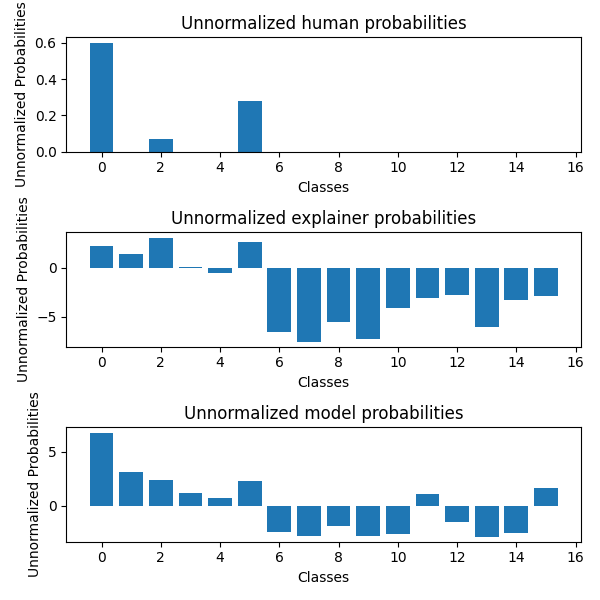 Unnormalized human probabilities
Unnormalized Probabilities
0.6
0.4
0.2
0.0
0 2 4 6 8 10 12 14 16
Classes
Unnormalized explainer probabilities
Unnormalized Probabilities
0
−5
0 2 4 6 8 10 12 14 16
Classes
Unnormalized model probabilities
Unnormalized Probabilities
5
0
0 2 4 6 8 10 12 14 16
Classes